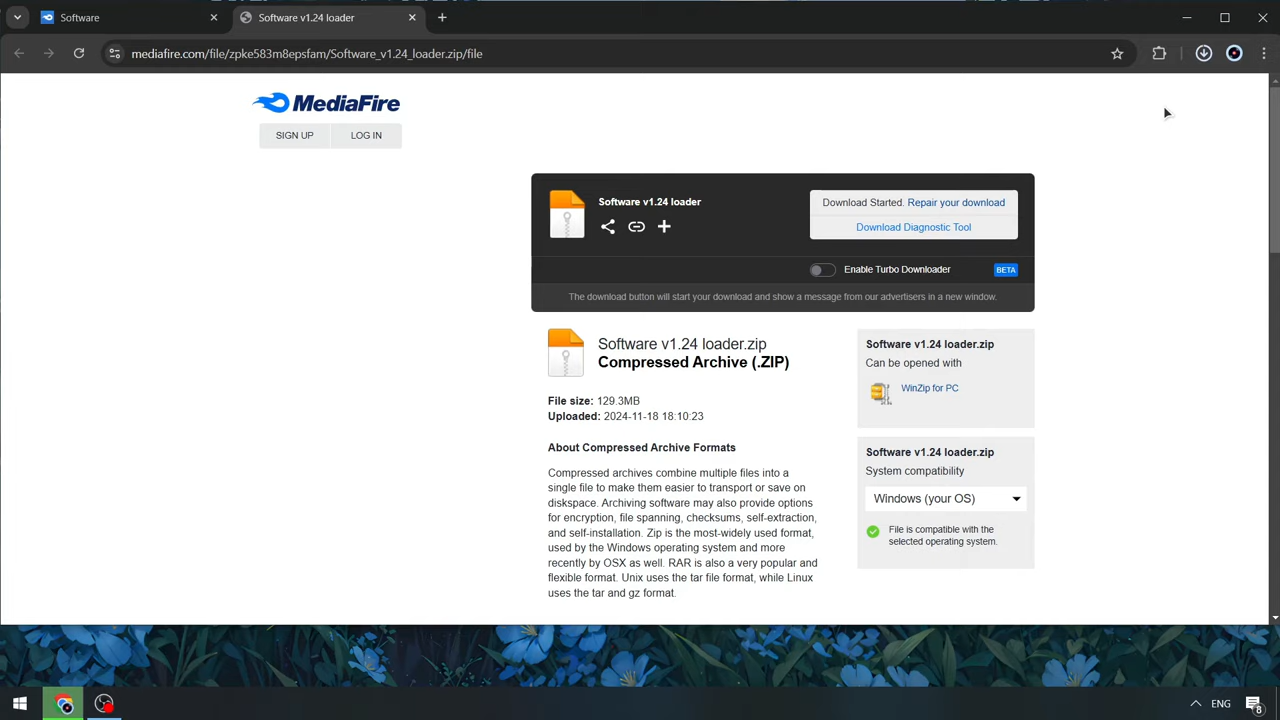 Software
Software v1.24 loader
mediafire.com/file/zpke583m8epsfam/Software_v1.24_loader.zip/file
MediaFire
SIGN UP
LOG IN
Software v1.24 loader
Download Started. Repair your download
Download Diagnostic Tool
Enable Turbo Downloader
BETA
The download button will start your download and show a message from our advertisers in a new window.
Software v1.24 loader.zip
Compressed Archive (.ZIP)
File size: 129.3MB
Uploaded: 2024-11-18 18:10:23
About Compressed Archive Formats
Compressed archives combine multiple files into a
single file to make them easier to transport or save on
diskspace. Archiving software may also provide options
for encryption, file spanning, checksums, self-extraction,
and self-installation. Zip is the most-widely used format,
used by the Windows operating system and more
recently by OSX as well. RAR is also a very popular and
flexible format. Unix uses the tar file format, while Linux
uses the tar and gz format.
Software v1.24 loader.zip
Can be opened with
WinZip for PC
Software v1.24 loader.zip
System compatibility
Windows (your OS)
File is compatible with the
selected operating system.
ENG
8